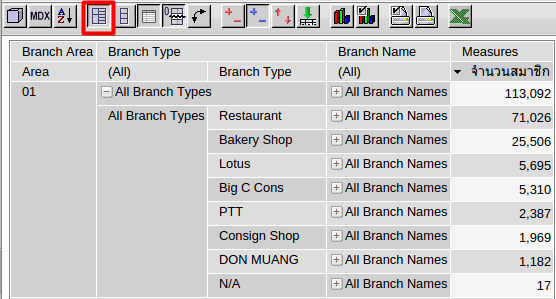 MDX
Branch Area Branch Type Branch Name Measures
Area (All) Branch Type (All) จำนวนสมาชิก
01 All Branch Types All Branch Names 113,092
All Branch Types Restaurant All Branch Names 71,026
Bakery Shop All Branch Names 25,506
Lotus All Branch Names 5,695
Big C Cons All Branch Names 5,310
PTT All Branch Names 2,387
Consign Shop All Branch Names 1,969
DON MUANG All Branch Names 1,182
N/A All Branch Names 17